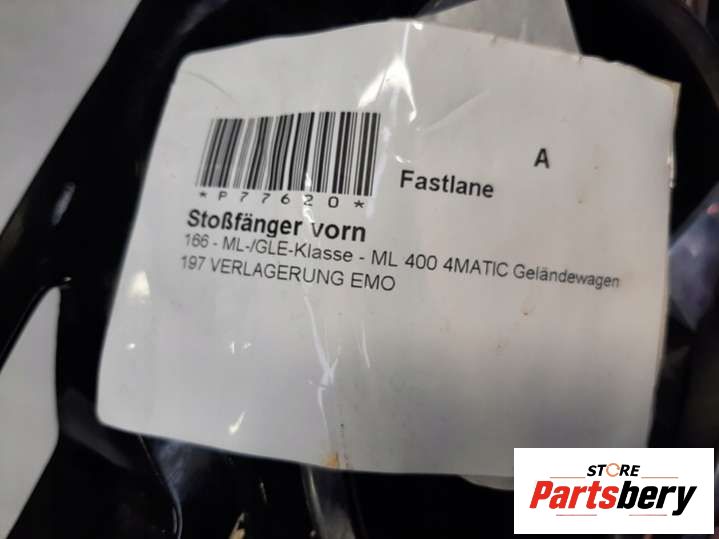 A
Fastlane
*P77620*
Stoßfänger vorn
166 - ML-/GLE-Klasse - ML 400 4MATIC Geländewagen
197 VERLAGERUNG EMO
STORE
Partsbery